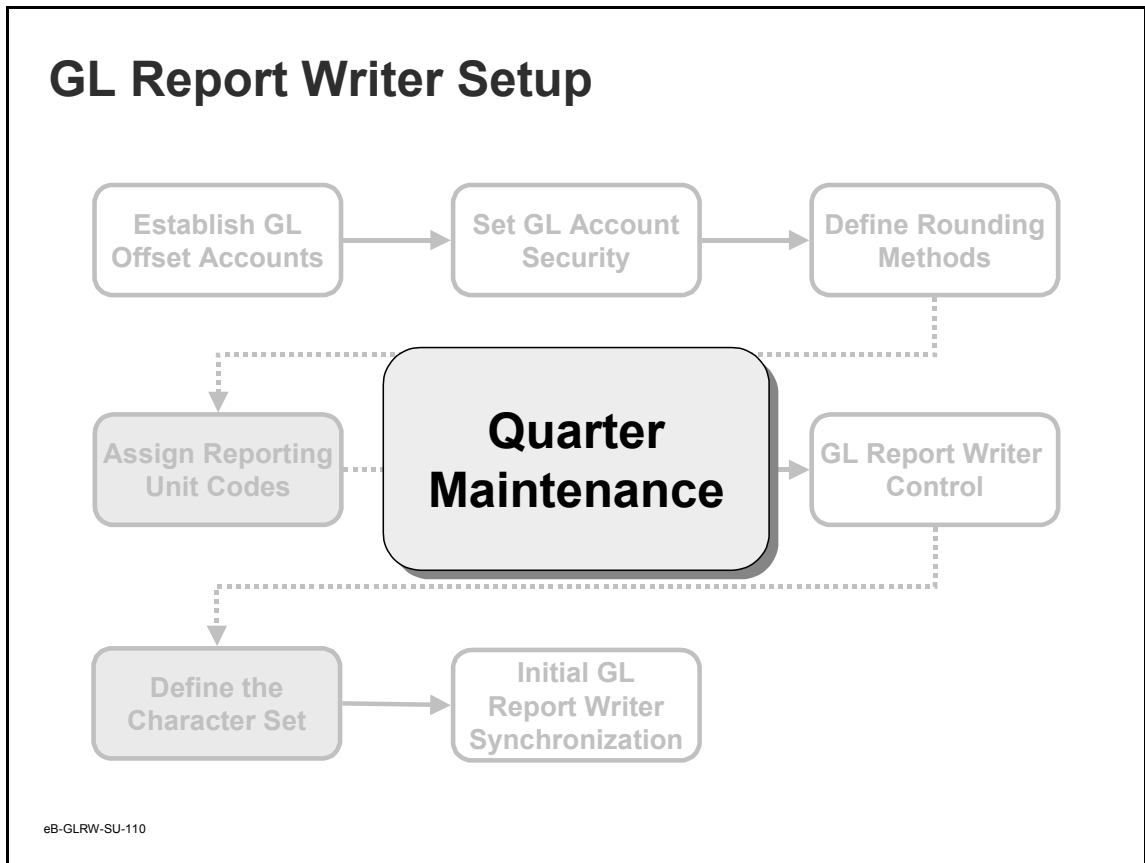 GL Report Writer Setup
Establish GL
Offset Accounts
Set GL Account
Security
Define Rounding
Methods
Assign Reporting
Unit Codes
Quarter
Maintenance
GL Report Writer
Control
Define the
Character Set
Initial GL
Report Writer
Synchronization
eB-GLRW-SU-110